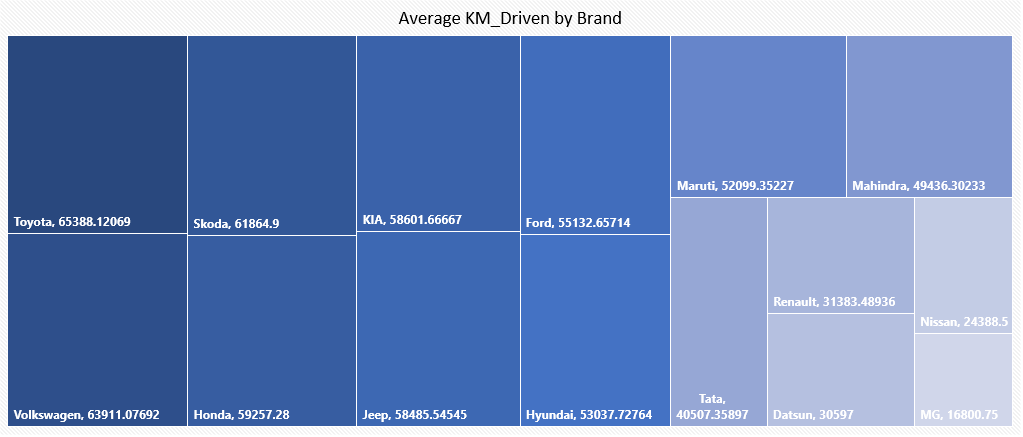 Average KM_Driven by Brand
Toyota, 65388.12069
Volkswagen, 63911.07692
Skoda, 61864.9
Honda, 59257.28
KIA, 58601.66667
Jeep, 58485.54545
Ford, 55132.65714
Hyundai, 53037.72764
Maruti, 52099.35227
Mahindra, 49436.30233
Tata,
40507.35897
Renault, 31383.48936
Datsun, 30597
Nissan, 24388.5
MG, 16800.75